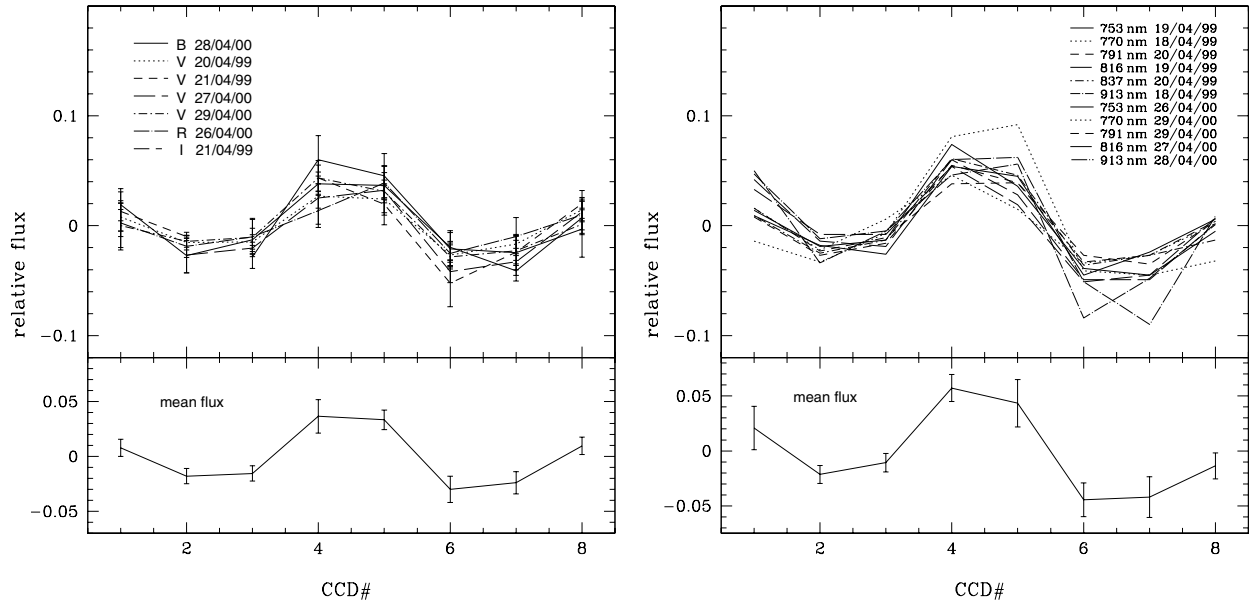 B 28/04/00
V 20/04/99
V 21/04/99
V 27/04/00
V 29/04/00
R 26/04/00
I 21/04/99
0.1
0
−0.1
relative flux
mean flux
0.05
0
−0.05
2 4 6 8
CCD#
753 nm 19/04/99
770 nm 18/04/99
791 nm 20/04/99
816 nm 19/04/99
837 nm 20/04/99
913 nm 18/04/99
753 nm 26/04/00
770 nm 29/04/00
791 nm 29/04/00
816 nm 27/04/00
913 nm 28/04/00
0.1
0
−0.1
relative flux
mean flux
0.05
0
−0.05
2 4 6 8
CCD#